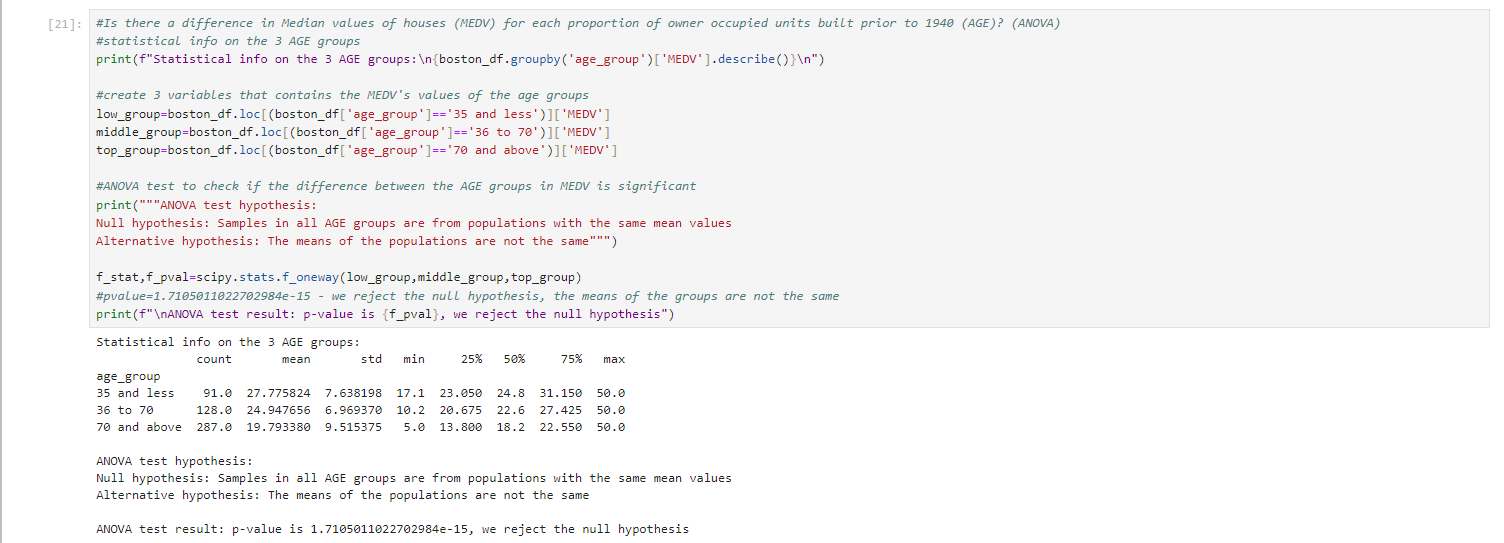 [21]: #Is there a difference in Median values of houses (MEDV) for each proportion of owner occupied units built prior to 1940 (AGE)? (ANOVA)
#statistical info on the 3 AGE groups
print(f"Statistical info on the 3 AGE groups:\n{boston_df.groupby('age_group')['MEDV'].describe()}\n")

#create 3 variables that contains the MEDV's values of the age groups
low_group=boston_df.loc[(boston_df['age_group']=='35 and less')]['MEDV']
middle_group=boston_df.loc[(boston_df['age_group']=='36 to 70')]['MEDV']
top_group=boston_df.loc[(boston_df['age_group']=='70 and above')]['MEDV']

#ANOVA test to check if the difference between the AGE groups in MEDV is significant
print("""ANOVA test hypothesis:
Null hypothesis: Samples in all AGE groups are from populations with the same mean values
Alternative hypothesis: The means of the populations are not the same""")

f_stat,f_pval=scipy.stats.f_oneway(low_group,middle_group,top_group)
#pvalue=1.7105011022702984e-15 - we reject the null hypothesis, the means of the groups are not the same
print(f"\nANOVA test result: p-value is {f_pval}, we reject the null hypothesis")

Statistical info on the 3 AGE groups:
count mean std min 25% 50% 75% max
age_group
35 and less 91.0 27.775824 7.638198 17.1 23.050 24.8 31.150 50.0
36 to 70 128.0 24.947656 6.969370 10.2 20.675 22.6 27.425 50.0
70 and above 287.0 19.793380 9.515375 5.0 13.800 18.2 22.550 50.0

ANOVA test hypothesis:
Null hypothesis: Samples in all AGE groups are from populations with the same mean values
Alternative hypothesis: The means of the populations are not the same

ANOVA test result: p-value is 1.7105011022702984e-15, we reject the null hypothesis